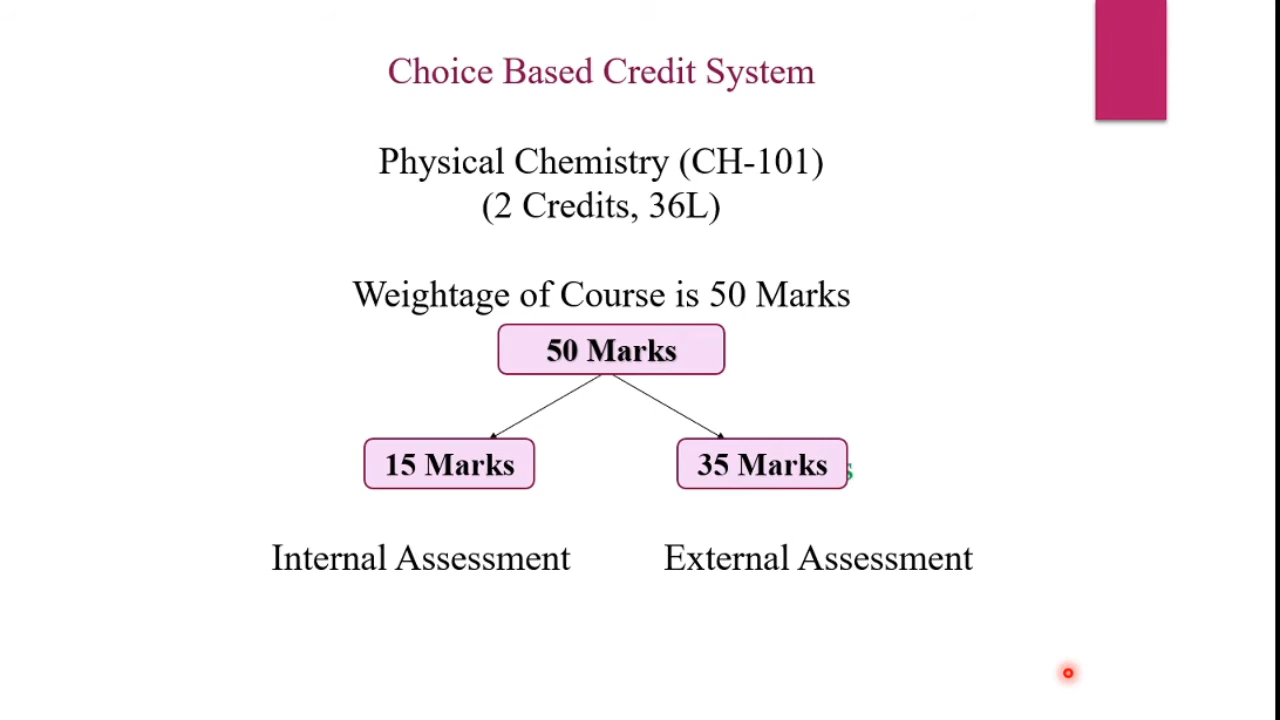 Choice Based Credit System
Physical Chemistry (CH-101)
(2 Credits, 36L)
Weightage of Course is 50 Marks
50 Marks
15 Marks
35 Marks
Internal Assessment
External Assessment